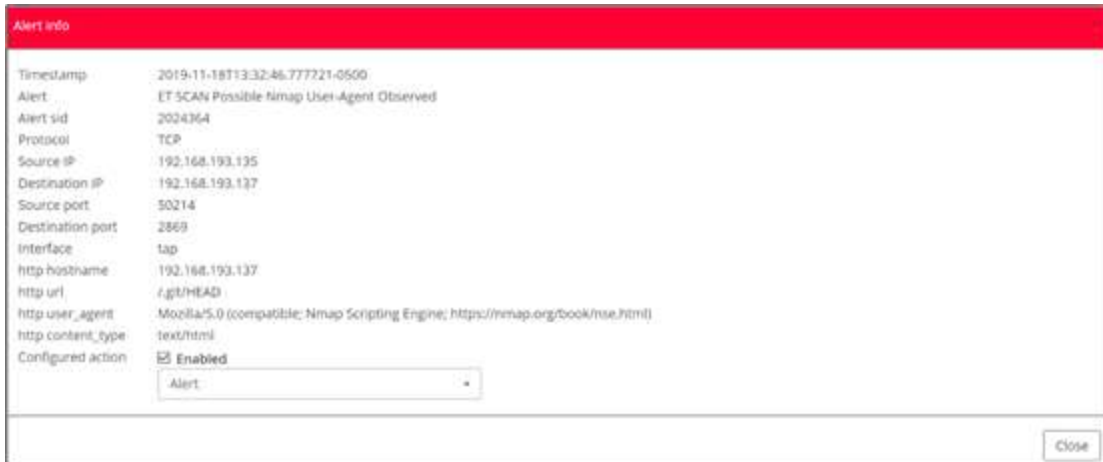 Alert info
Timestamp 2019-11-18T13:32:46.777721-0500
Alert ET SCAN Possible Nmap User-Agent Observed
Alert sid 2024364
Protocol TCP
Source IP 192.168.193.135
Destination IP 192.168.193.137
Source port 50214
Destination port 2869
Interface tap
http hostname 192.168.193.137
http url /.git/HEAD
http user_agent Mozilla/5.0 (compatible; Nmap Scripting Engine; https://nmap.org/book/nse.html)
http content_type text/html
Configured action Enabled
Alert
Close